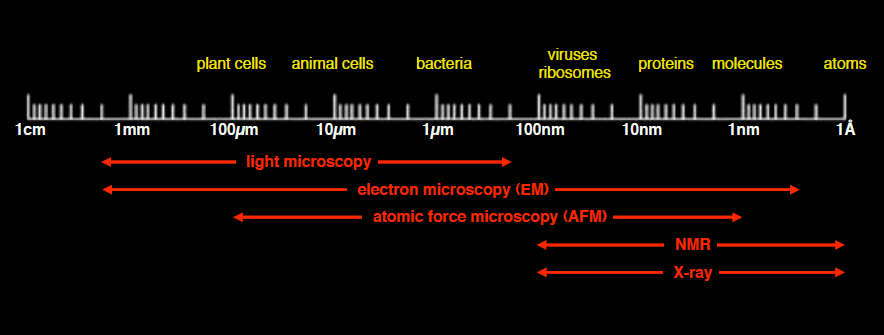 plant cells animal cells bacteria viruses ribosomes proteins molecules atoms
1cm 1mm 100µm 10µm 1µm 100nm 10nm 1nm 1Å
light microscopy
electron microscopy (EM)
atomic force microscopy (AFM)
NMR
X-ray